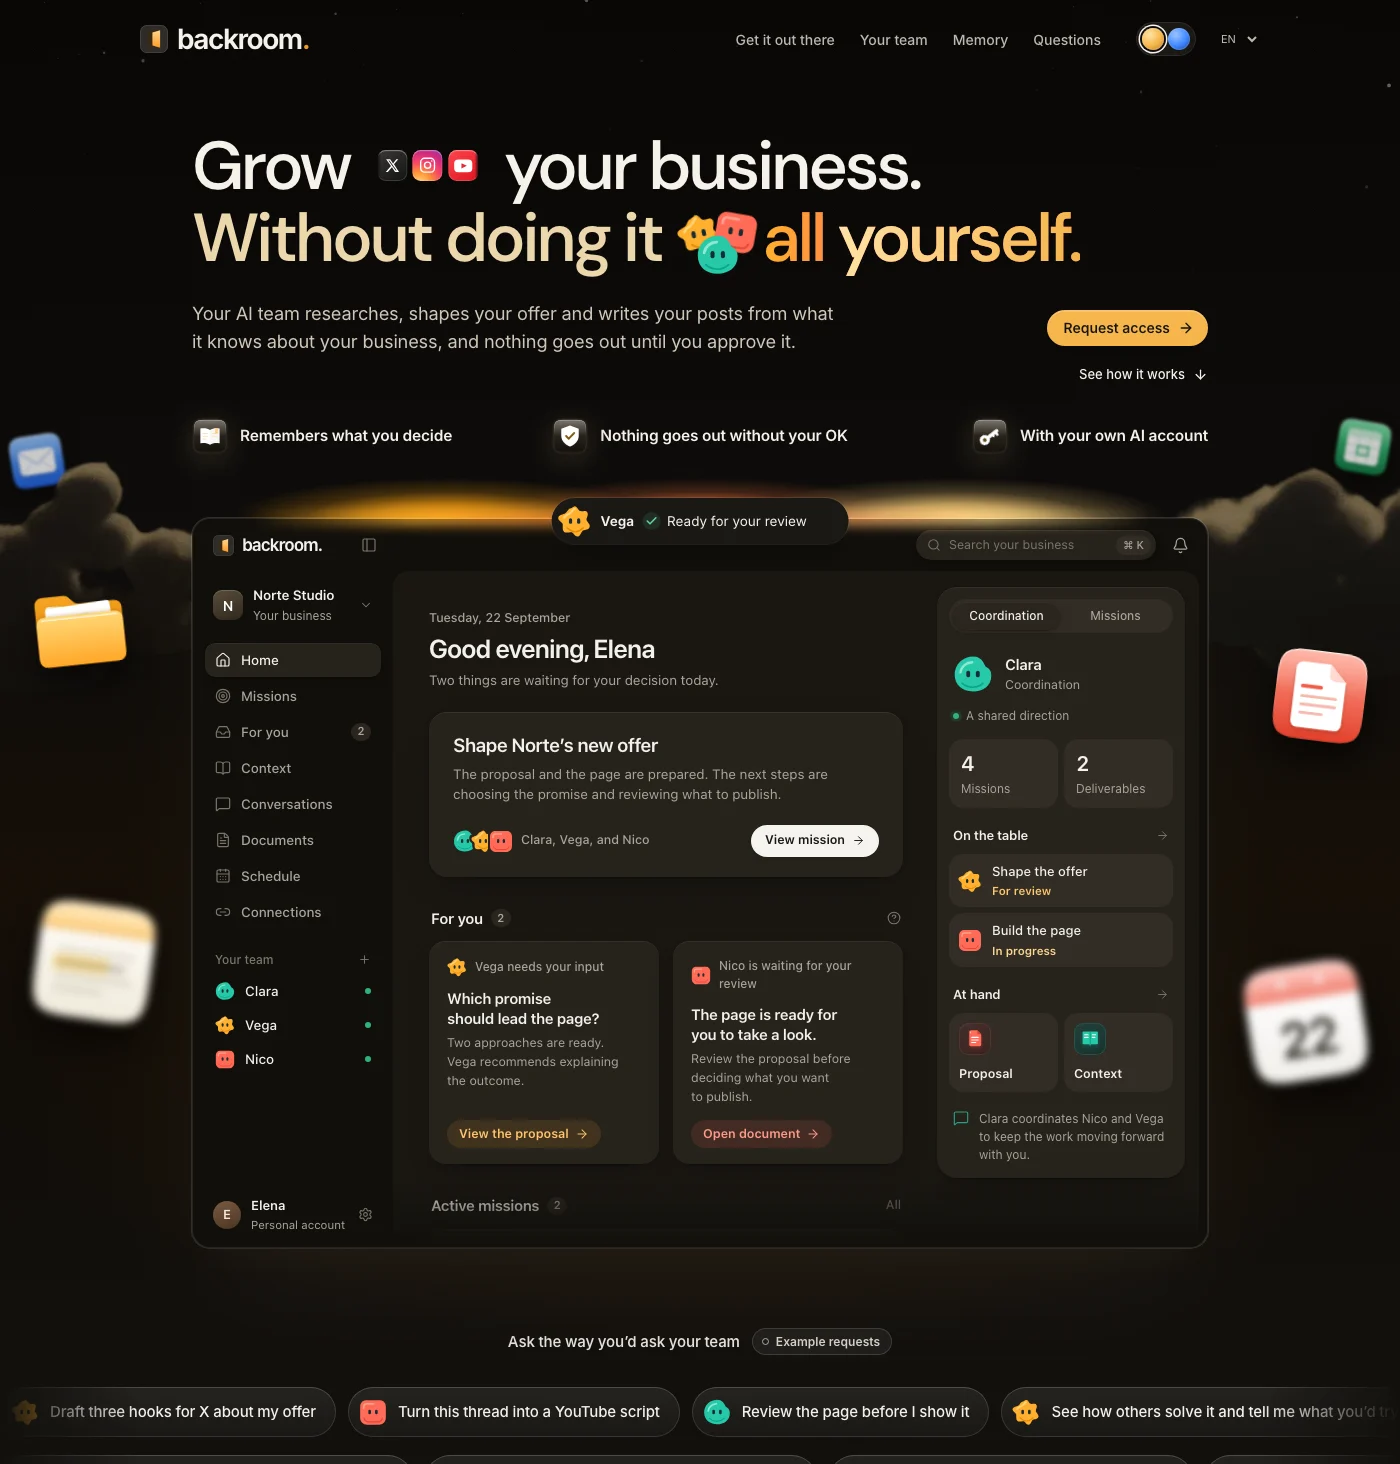 backroom.
Get it out there
Your team
Memory
Questions
EN
Grow your business.
Without doing it all yourself.
Your AI team researches, shapes your offer and writes your posts from what
it knows about your business, and nothing goes out until you approve it.
Request access
See how it works
Remembers what you decide
Nothing goes out without your OK
With your own AI account
Vega Ready for your review
backroom.
Search your business
⌘ K
N
Norte Studio
Your business
Home
Missions
For you 2
Context
Conversations
Documents
Schedule
Connections
Your team
Clara
Vega
Nico
E
Elena
Personal account
Tuesday, 22 September
Good evening, Elena
Two things are waiting for your decision today.
Shape Norte’s new offer
The proposal and the page are prepared. The next steps are
choosing the promise and reviewing what to publish.
Clara, Vega, and Nico
View mission
For you 2
Vega needs your input
Which promise
should lead the page?
Two approaches are ready.
Vega recommends explaining
the outcome.
View the proposal
Nico is waiting for your
review
The page is ready for
you to take a look.
Review the proposal before
deciding what you want
to publish.
Open document
Active missions 2
All
Coordination
Missions
Clara
Coordination
A shared direction
4
Missions
2
Deliverables
On the table
Shape the offer
For review
Build the page
In progress
At hand
Proposal
Context
Clara coordinates Nico and Vega
to keep the work moving forward
with you.
22
Ask the way you’d ask your team
Example requests
Draft three hooks for X about my offer
Turn this thread into a YouTube script
Review the page before I show it
See how others solve it and tell me what you’d try